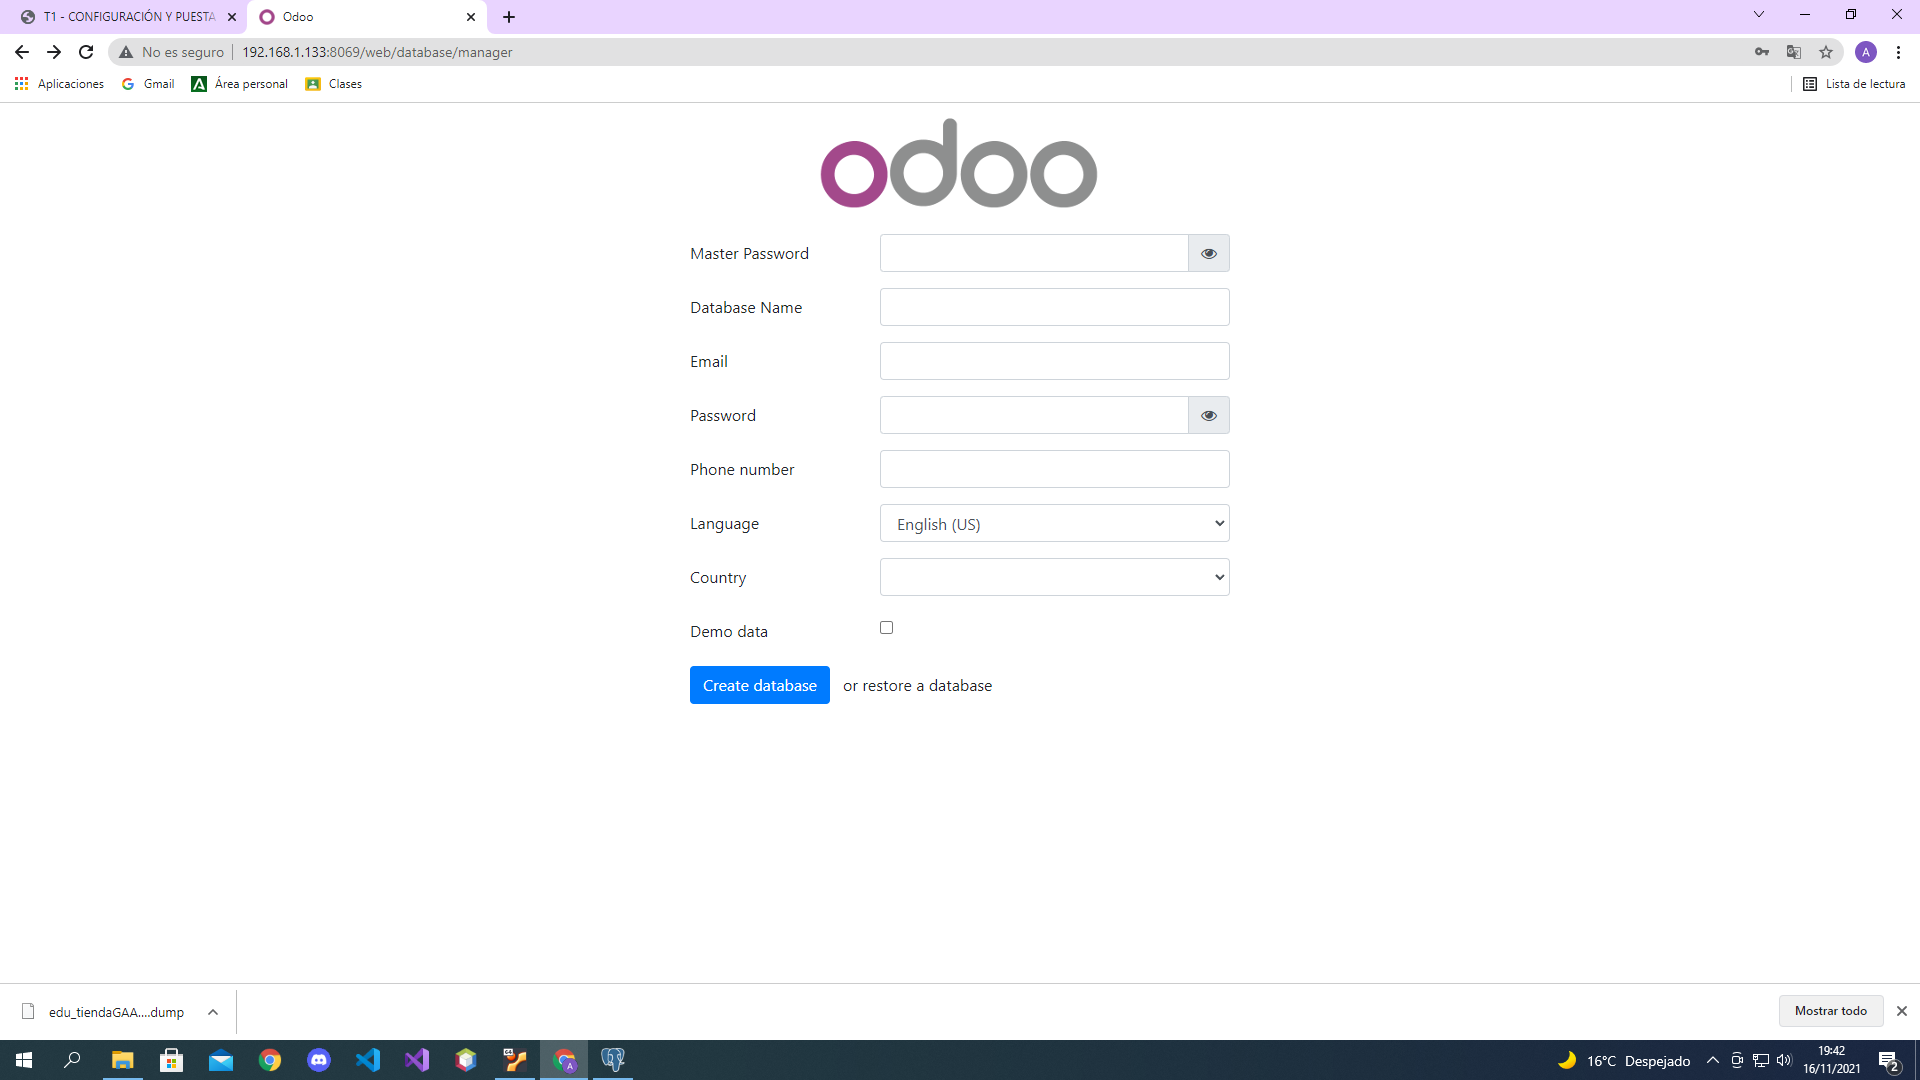 T1 - CONFIGURACIÓN Y PUESTA
Odoo
No es seguro
192.168.1.133:8069/web/database/manager
A
Aplicaciones
Gmail
Área personal
Clases
Lista de lectura
odoo
Master Password
Database Name
Email
Password
Phone number
Language
English (US)
Country
Demo data
Create database or restore a database
edu_tiendaGAA....dump
Mostrar todo
16°C Despejado
19:42
16/11/2021
2